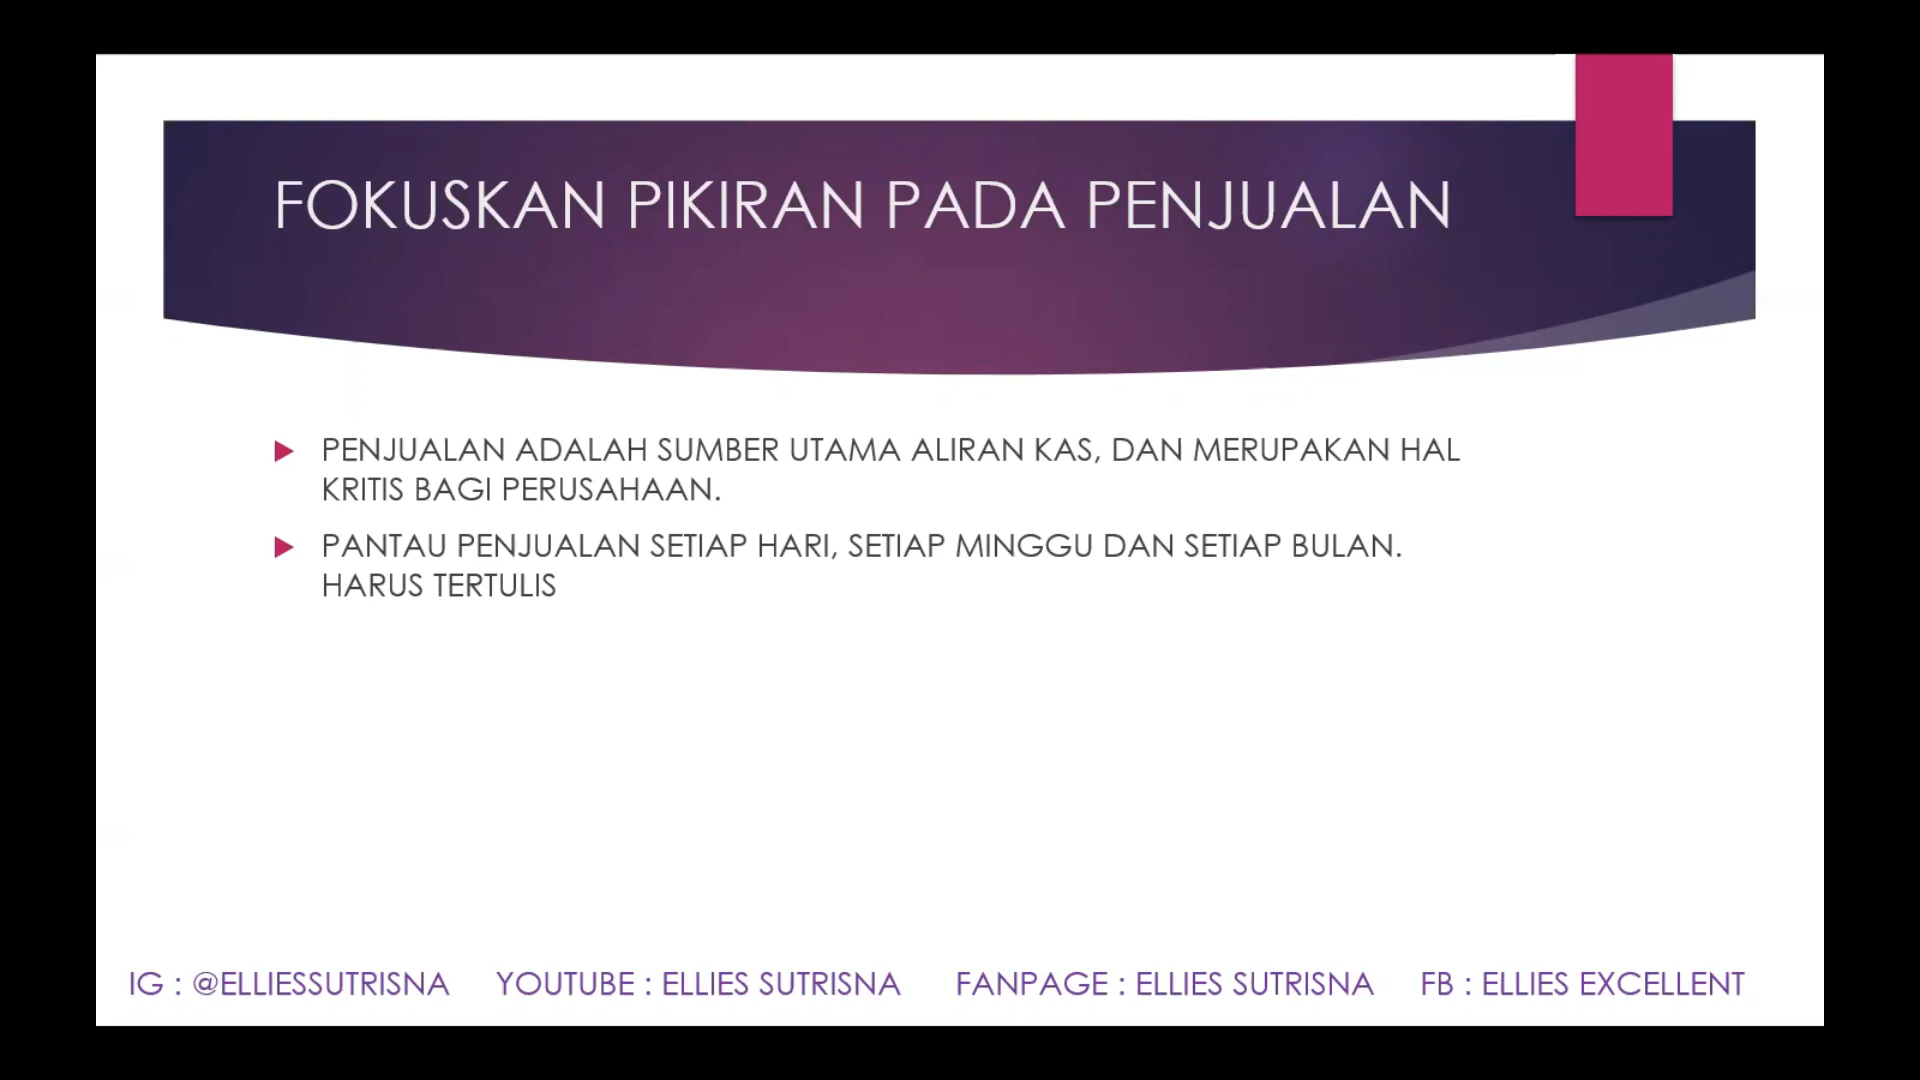 FOKUSKAN PIKIRAN PADA PENJUALAN
PENJUALAN ADALAH SUMBER UTAMA ALIRAN KAS, DAN MERUPAKAN HAL
KRITIS BAGI PERUSAHAAN.
PANTAU PENJUALAN SETIAP HARI, SETIAP MINGGU DAN SETIAP BULAN.
HARUS TERTULIS
IG : @ELLIESSUTRISNA YOUTUBE : ELLIES SUTRISNA FANPAGE : ELLIES SUTRISNA FB : ELLIES EXCELLENT